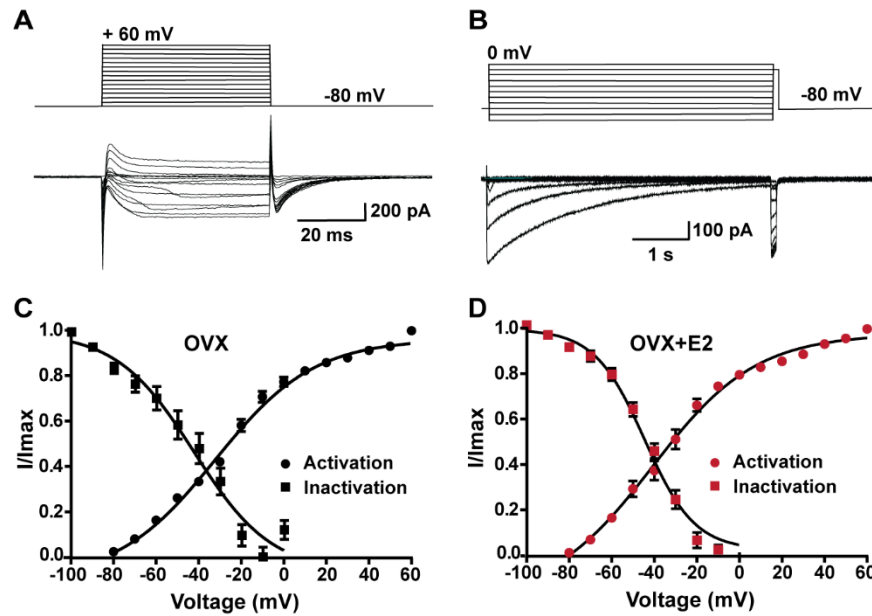 A
+ 60 mV
-80 mV
200 pA
20 ms
B
0 mV
-80 mV
100 pA
1 s
C
OVX
I/Imax
1.0
0.8
0.6
0.4
0.2
0.0
Activation
Inactivation
-100 -80 -60 -40 -20 0 20 40 60
Voltage (mV)
D
OVX+E2
I/Imax
1.0
0.8
0.6
0.4
0.2
0.0
Activation
Inactivation
-100 -80 -60 -40 -20 0 20 40 60
Voltage (mV)